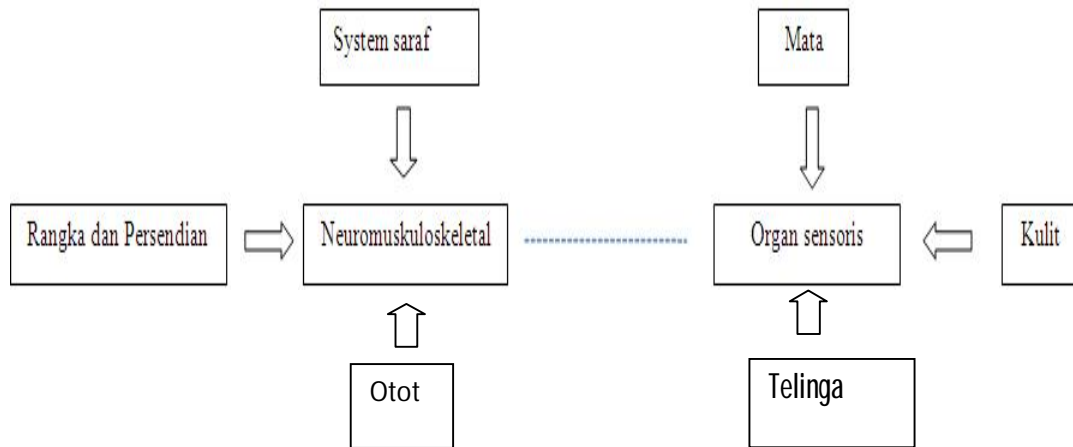 System saraf
Mata
Rangka dan Persendian
Neuromuskuloskeletal
Organ sensoris
Kulit
Otot
Telinga